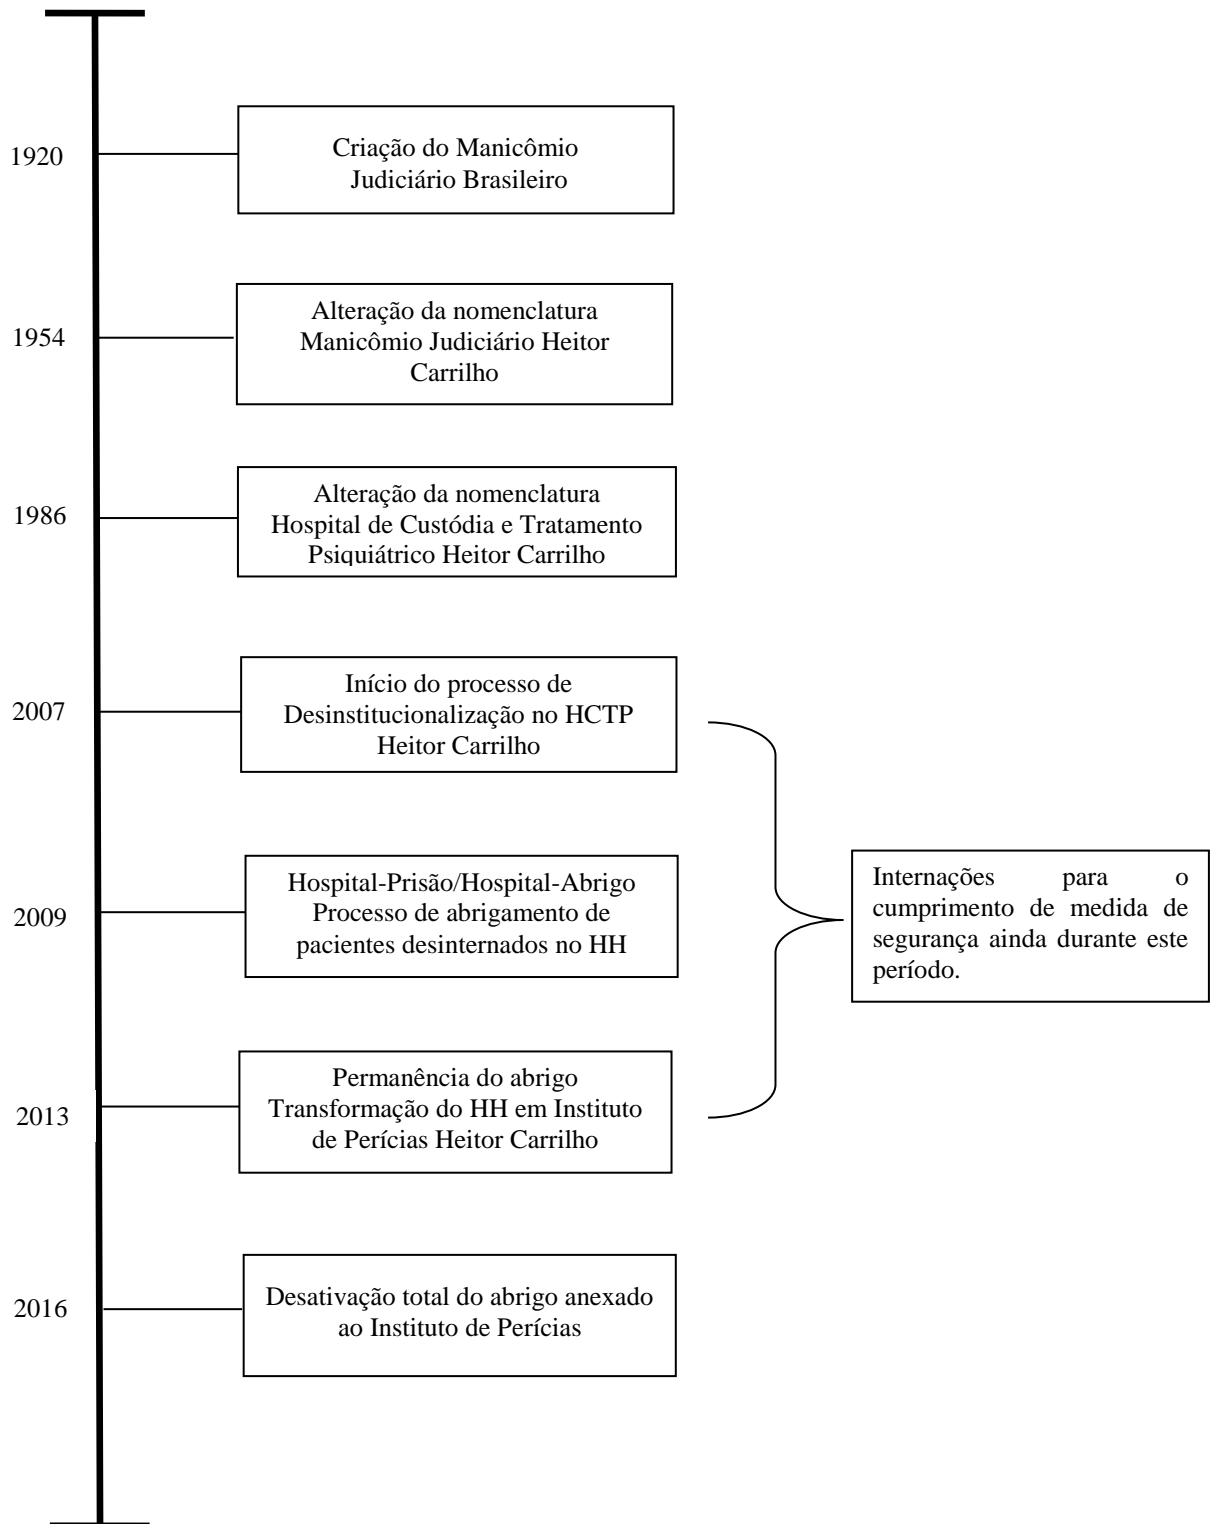 1920
Criação do Manicômio
Judiciário Brasileiro
1954
Alteração da nomenclatura
Manicômio Judiciário Heitor
Carrilho
1986
Alteração da nomenclatura
Hospital de Custódia e Tratamento
Psiquiátrico Heitor Carrilho
2007
Início do processo de
Desinstitucionalização no HCTP
Heitor Carrilho
2009
Hospital-Prisão/Hospital-Abrigo
Processo de abrigamento de
pacientes desinternados no HH
Internações para o
cumprimento de medida de
segurança ainda durante este
período.
2013
Permanência do abrigo
Transformação do HH em Instituto
de Perícias Heitor Carrilho
2016
Desativação total do abrigo anexado
ao Instituto de Perícias